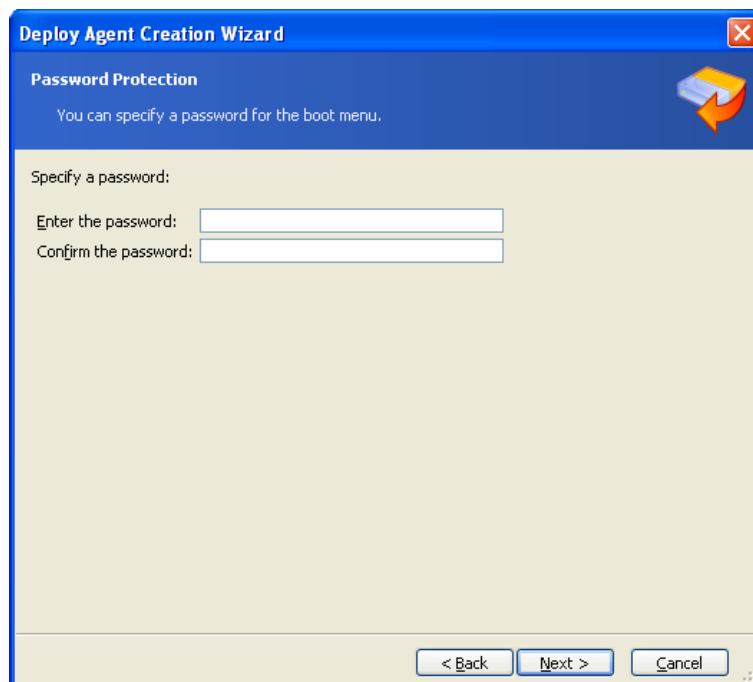 Deploy Agent Creation Wizard
Password Protection
You can specify a password for the boot menu.
Specify a password:
Enter the password:
Confirm the password:
< Back Next > Cancel